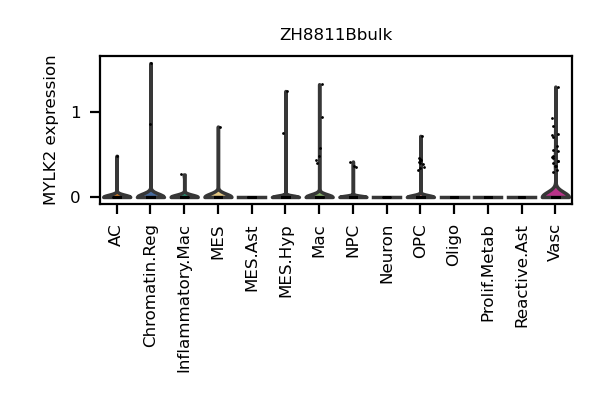 ZH8811Bbulk
MYLK2 expression
1
0
AC
Chromatin.Reg
Inflammatory.Mac
MES
MES.Ast
MES.Hyp
Mac
NPC
Neuron
OPC
Oligo
Prolif.Metab
Reactive.Ast
Vasc